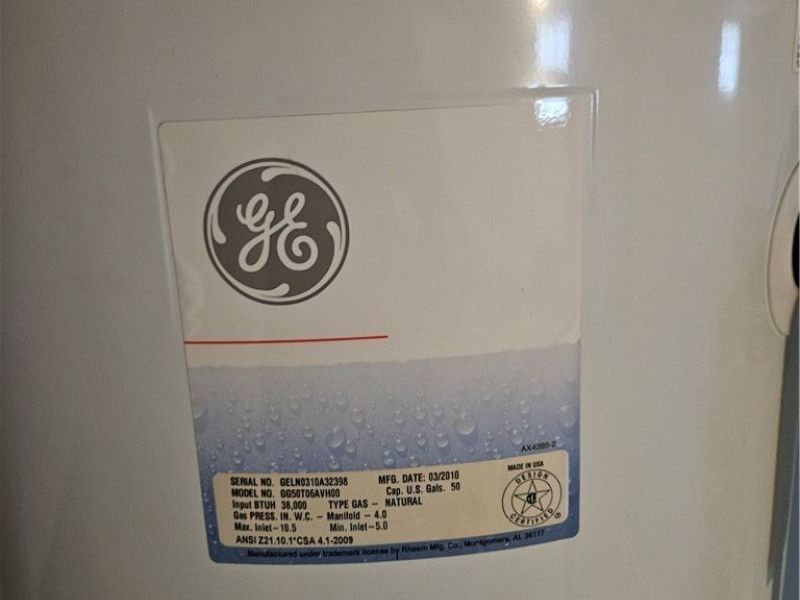 GE
AX4393-2
SERIAL NO. GELN0310A32398 MFG. DATE: 03/2010
MODEL NO. GG50T06AVH00 Cap. U.S. Gals. 50
Input BTUH 38,000 TYPE GAS - NATURAL
Gas PRESS. IN. W.C. - Manifold - 4.0
Max. Inlet - 10.5 Min. Inlet - 5.0
ANSI Z21.10.1*CSA 4.1-2009
MADE IN USA
DESIGN
CERTIFIED
Manufactured under trademark license by Rheem Mfg. Co., Montgomery, AL 36117